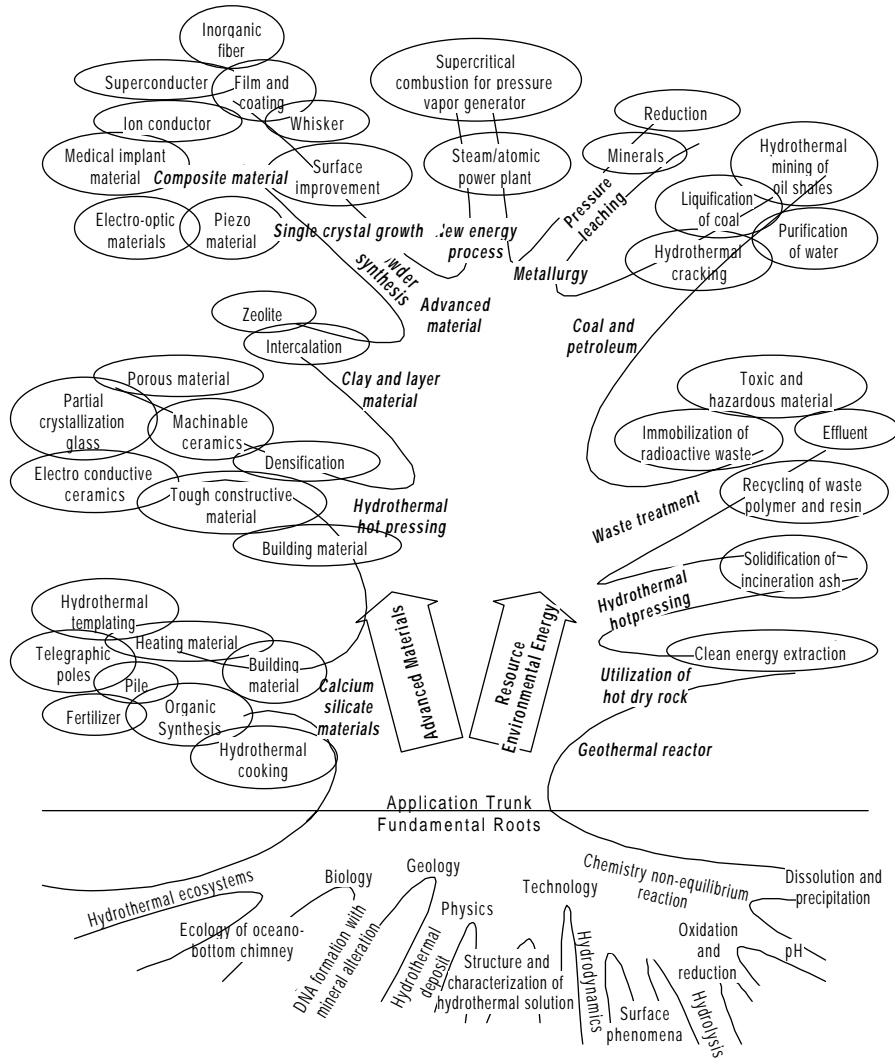 Inorganic
fiber
Superconducter
Film and
coating
Ion conductor
Whisker
Medical implant
material
Composite material
Surface
improvement
Electro-optic
materials
Piezo
material
Single crystal growth
Supercritical
combustion for pressure
vapor generator
Steam/atomic
power plant
New energy
process
Reduction
Minerals
Pressure
leaching
Metallurgy
Hydrothermal
mining of
oil shales
Liquification
of coal
Purification
of water
Hydrothermal
cracking
synthesis
Advanced
material
Coal and
petroleum
Zeolite
Intercalation
Clay and layer
material
Porous material
Partial
crystallization
glass
Machinable
ceramics
Densification
Electro conductive
ceramics
Tough constructive
material
Hydrothermal
hot pressing
Building material
Toxic and
hazardous material
Immobilization of
radioactive waste
Effluent
Recycling of waste
polymer and resin
Waste treatment
Solidification of
incineration ash
Hydrothermal
hotpressing
Hydrothermal
templating
Heating material
Telegraphic
poles
Building
material
Pile
Fertilizer
Organic
Synthesis
Hydrothermal
cooking
Calcium
silicate
materials
Advanced Materials
Resource
Environmental Energy
Clean energy extraction
Utilization of
hot dry rock
Geothermal reactor
Application Trunk
Fundamental Roots
Hydrothermal ecosystems
Ecology of oceano-
bottom chimney
Biology
DNA formation with
mineral alteration
Geology
Hydrothermal
deposit
Physics
Structure and
characterization of
hydrothermal solution
Technology
Hydrodynamics
Surface
phenomena
Chemistry non-equilibrium
reaction
Hydrolysis
Oxidation and
reduction
pH
Dissolution and
precipitation